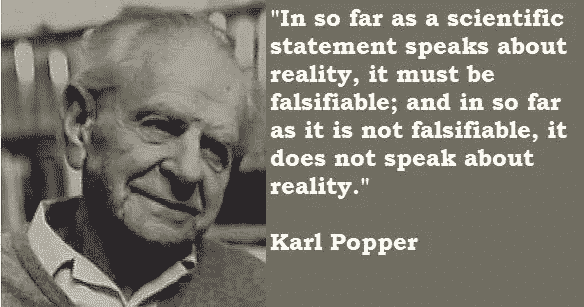 "In so far as a scientific
statement speaks about
reality, it must be
falsifiable; and in so far
as it is not falsifiable, it
does not speak about
reality."
Karl Popper